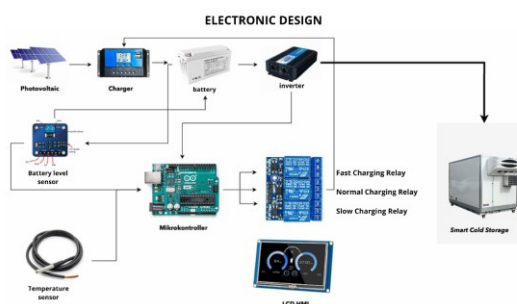 ELECTRONIC DESIGN
Photovoltaic
Charger
battery
inverter
Battery level
sensor
Mikrokontroller
Fast Charging Relay
Normal Charging Relay
Slow Charging Relay
Smart Cold Storage
Temperature
sensor
LCD HMI